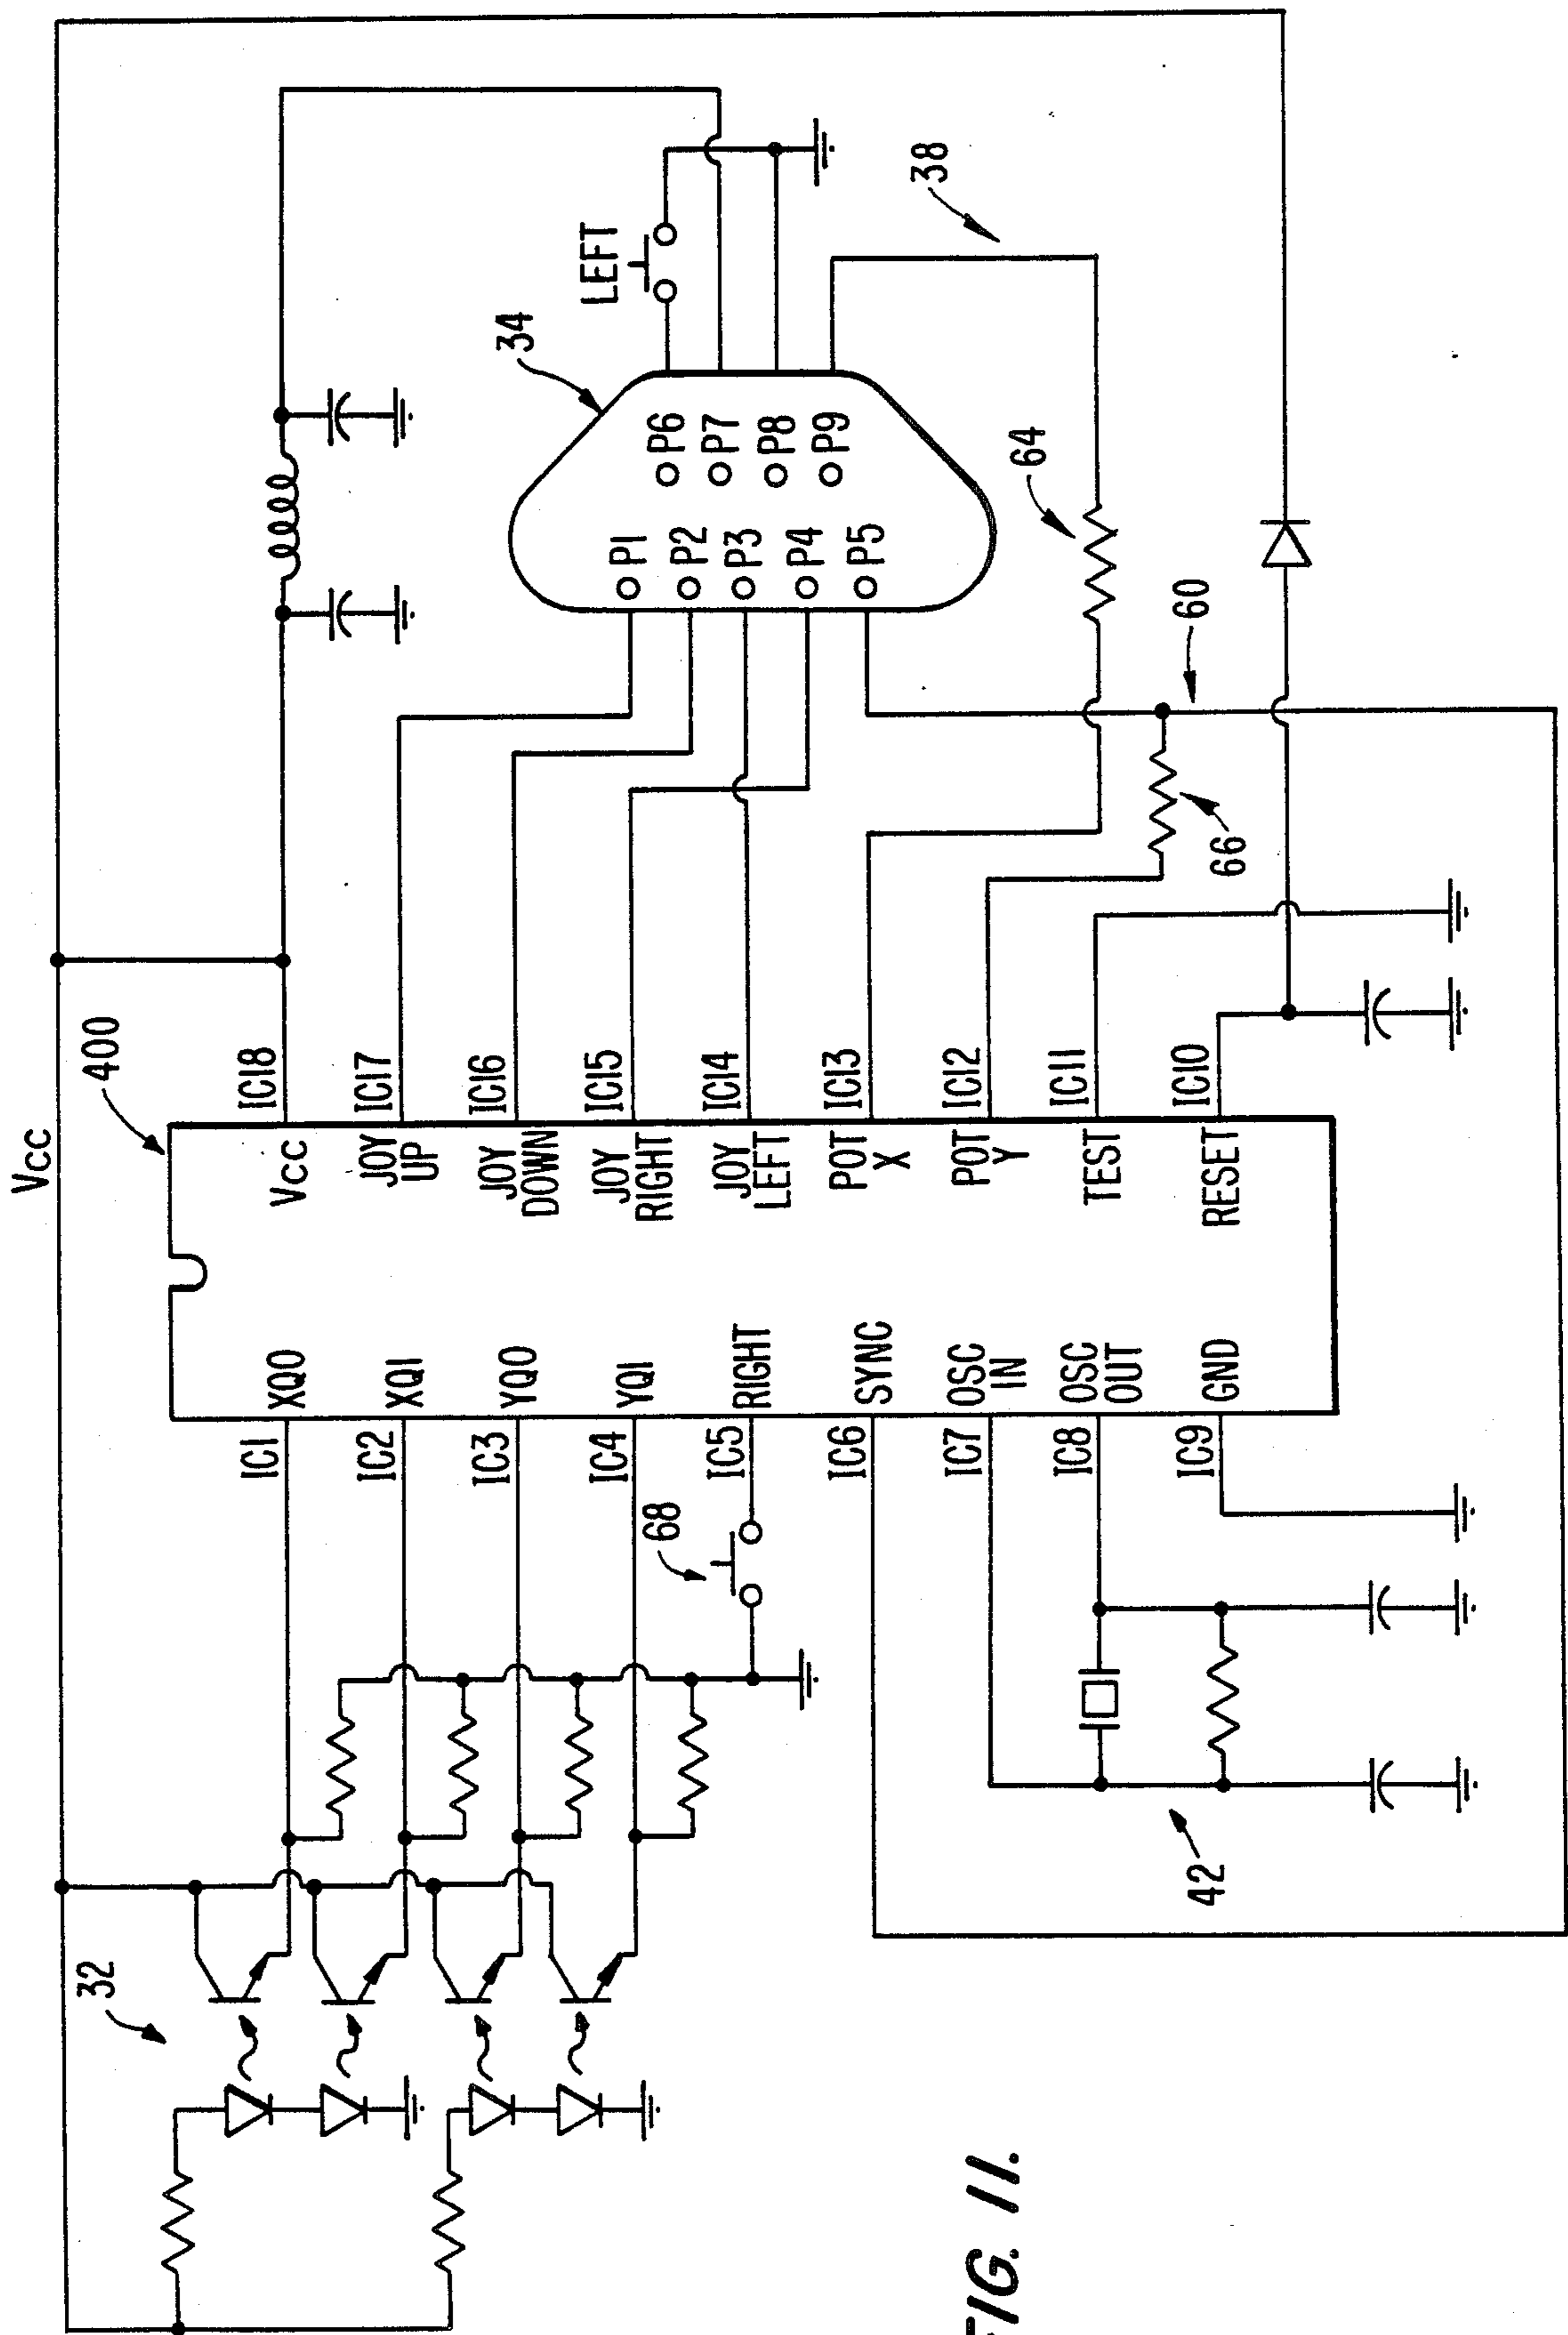 Vcc
400
32
IC1
IC2
IC3
IC4
IC5
IC6
IC7
IC8
IC9
XQ0
XQ1
YQ0
YQ1
RIGHT
SYNC
OSC
IN
OSC
OUT
GND
Vcc
JOY
UP
JOY
DOWN
JOY
RIGHT
JOY
LEFT
POT
X
POT
Y
TEST
RESET
IC18
IC17
IC16
IC15
IC14
IC13
IC12
IC11
IC10
68
42
34
LEFT
P1
P2
P3
P4
P5
P6
P7
P8
P9
38
64
60
66
FIG. 11.